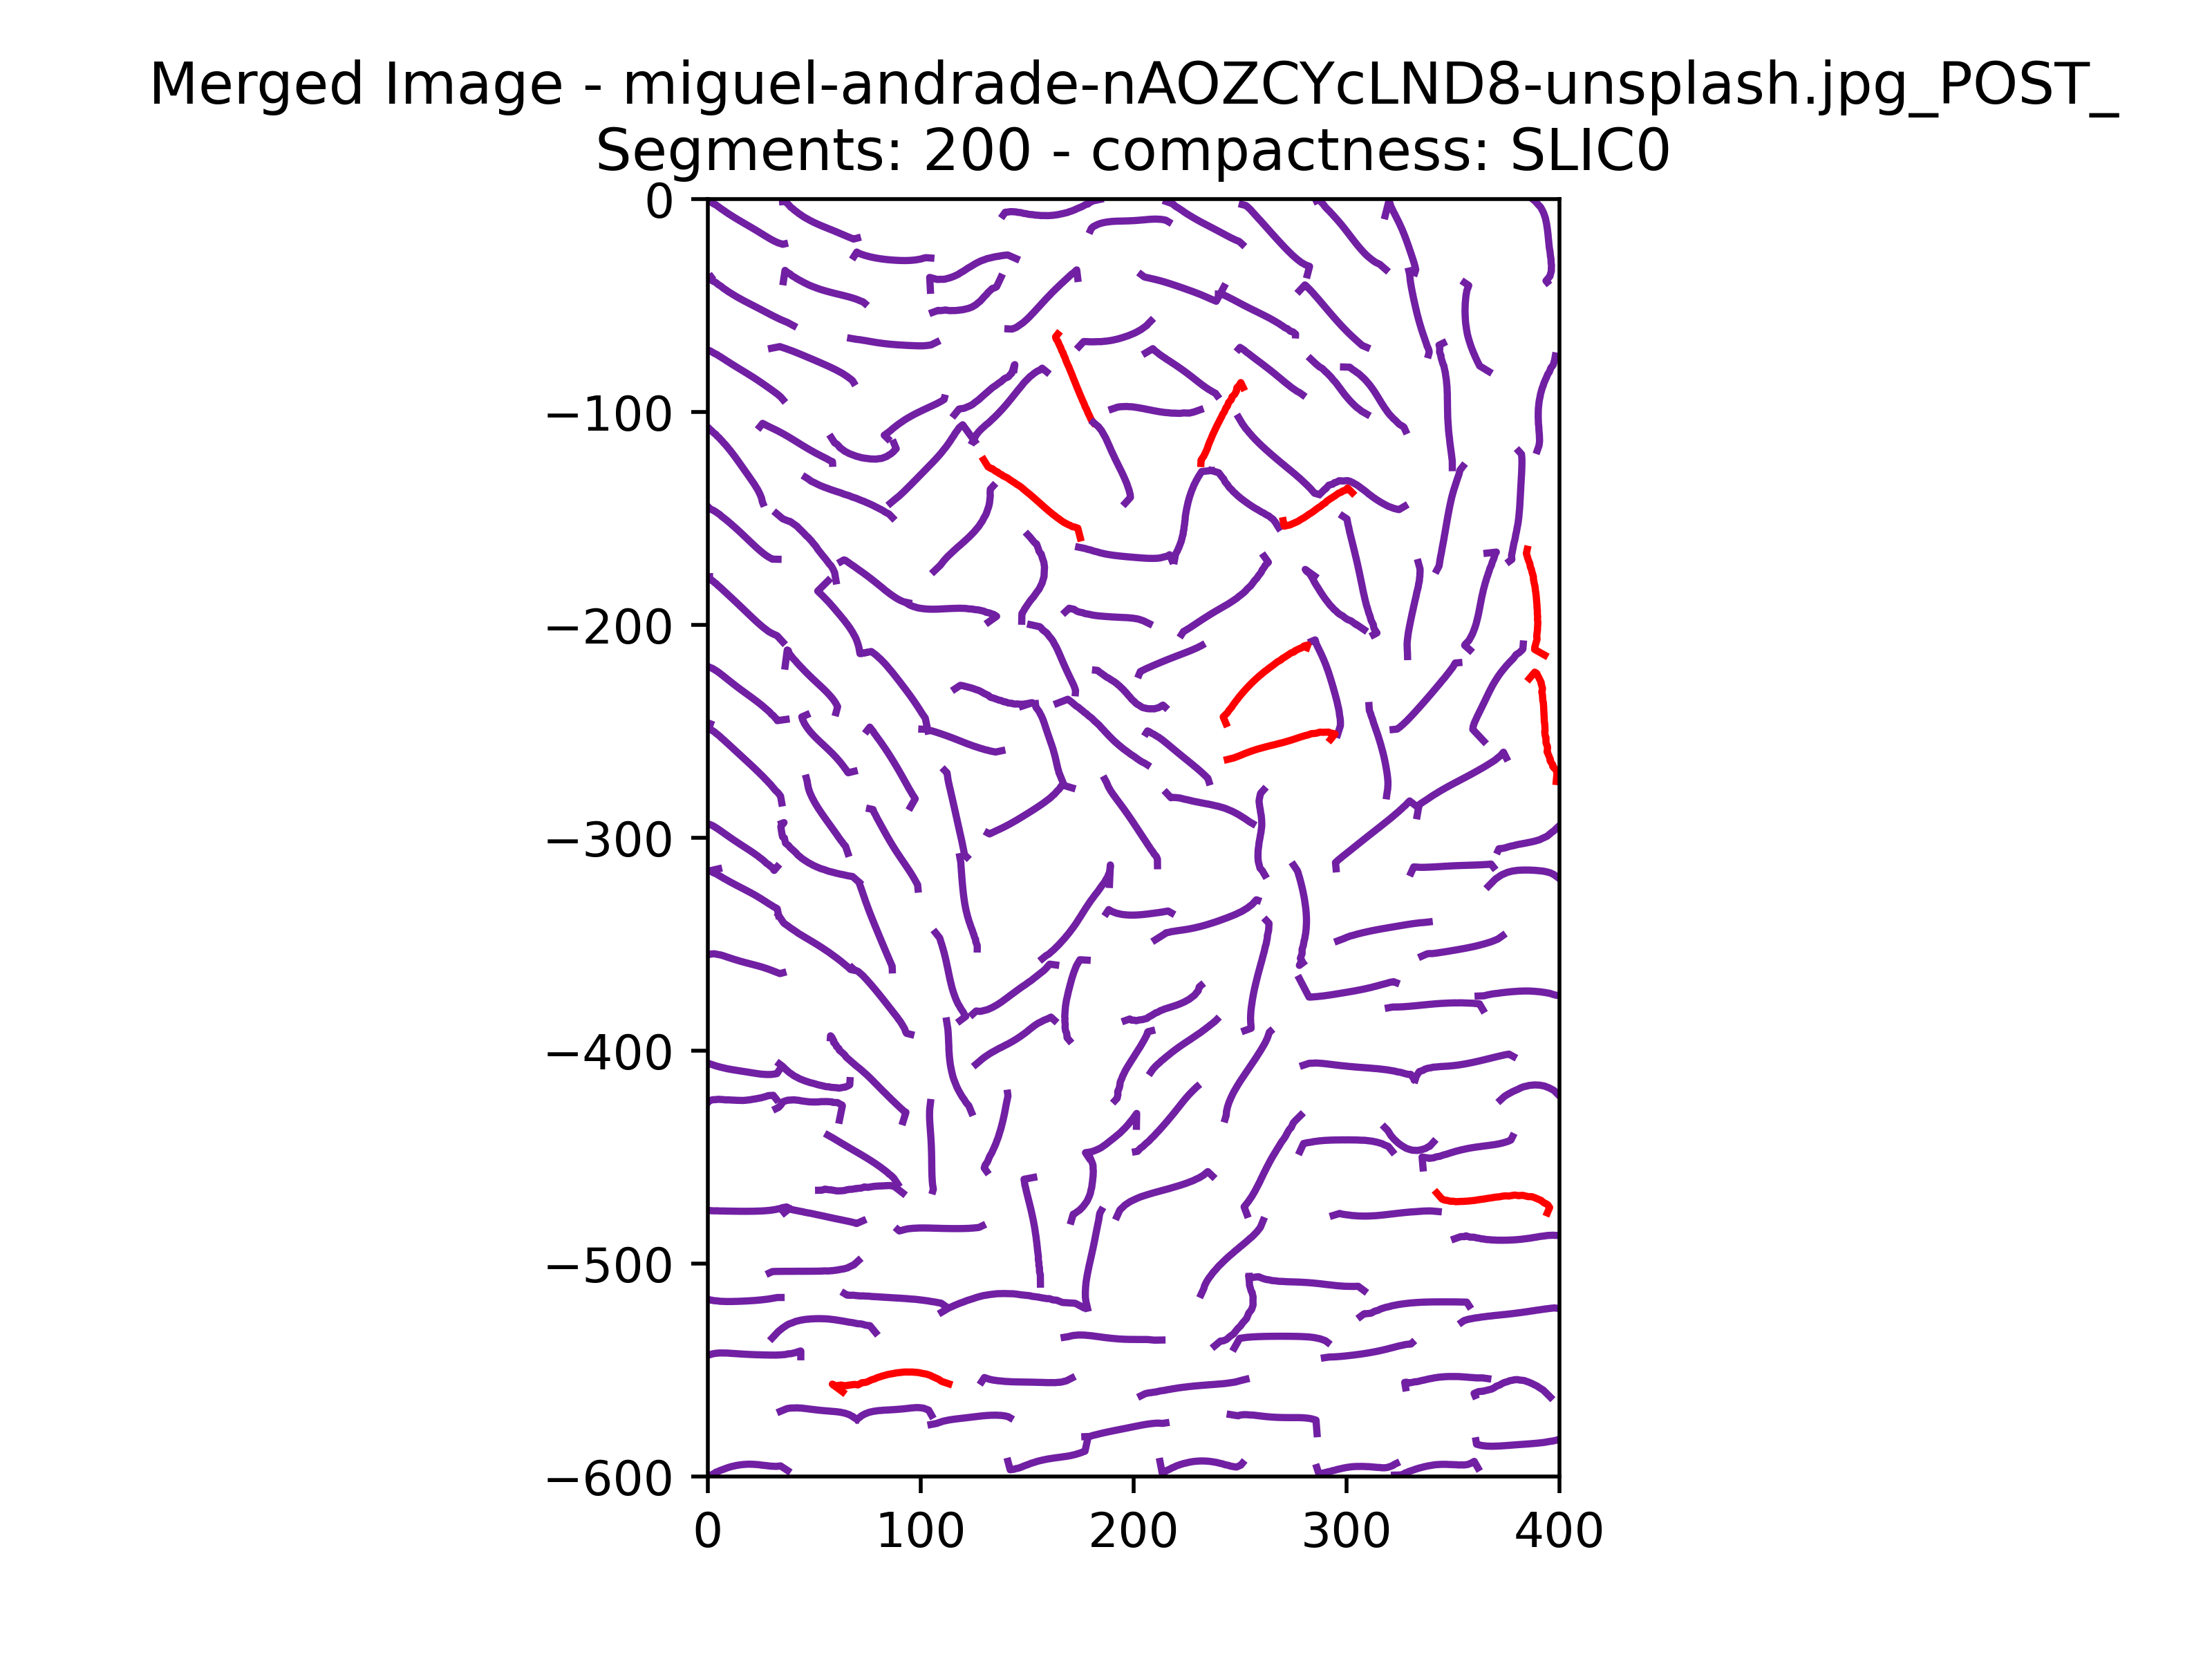 Merged Image - miguel-andrade-nAOZCYcLND8-unsplash.jpg_POST_
Segments: 200 - compactness: SLIC0
0
−100
−200
−300
−400
−500
−600
0 100 200 300 400